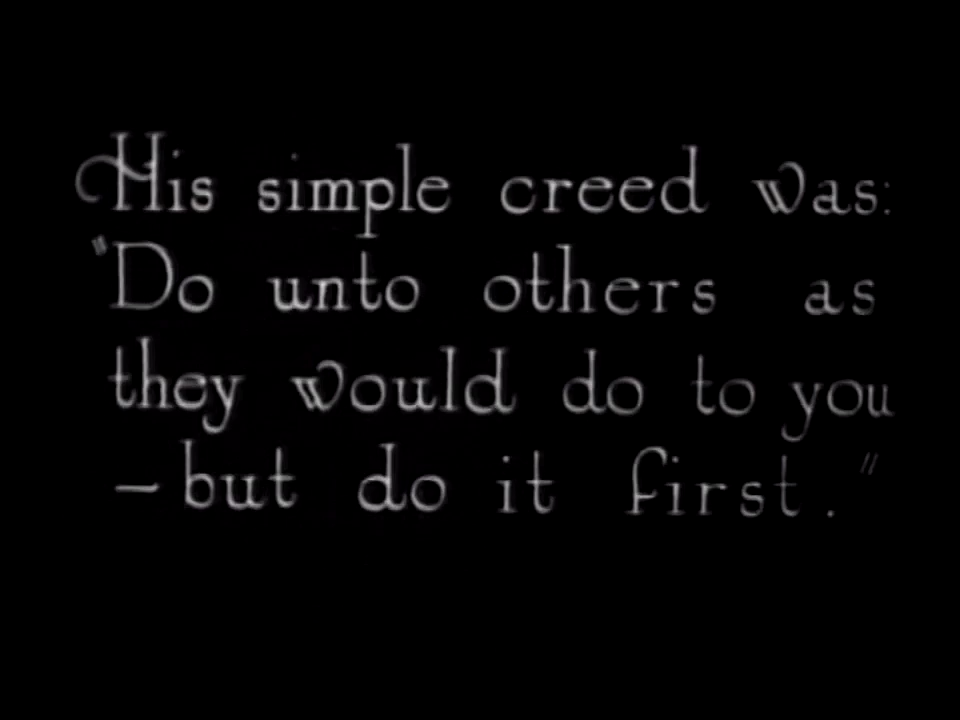 His simple creed was:
"Do unto others as
they would do to you
—but do it first."